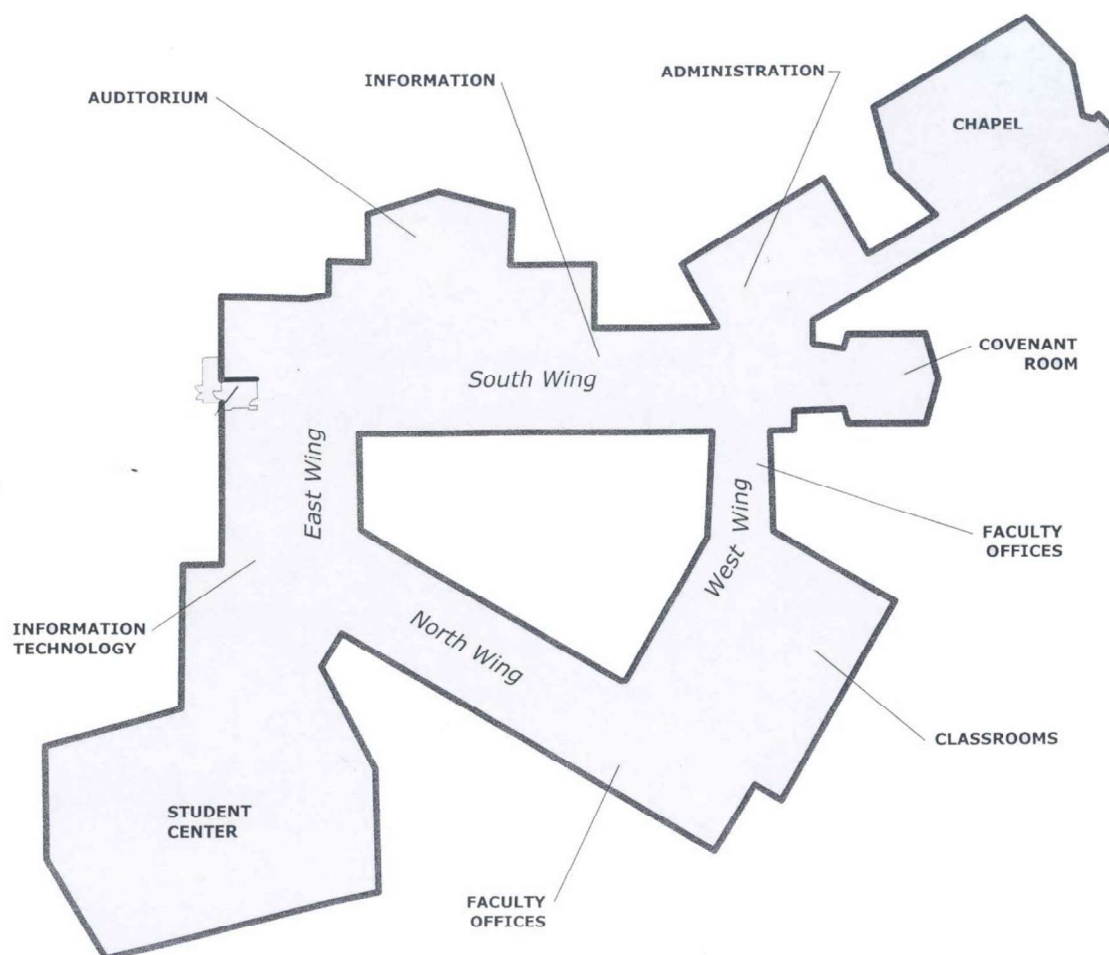 INFORMATION
ADMINISTRATION
AUDITORIUM
CHAPEL
COVENANT
ROOM
South Wing
East Wing
West Wing
FACULTY
OFFICES
INFORMATION
TECHNOLOGY
North Wing
CLASSROOMS
STUDENT
CENTER
FACULTY
OFFICES